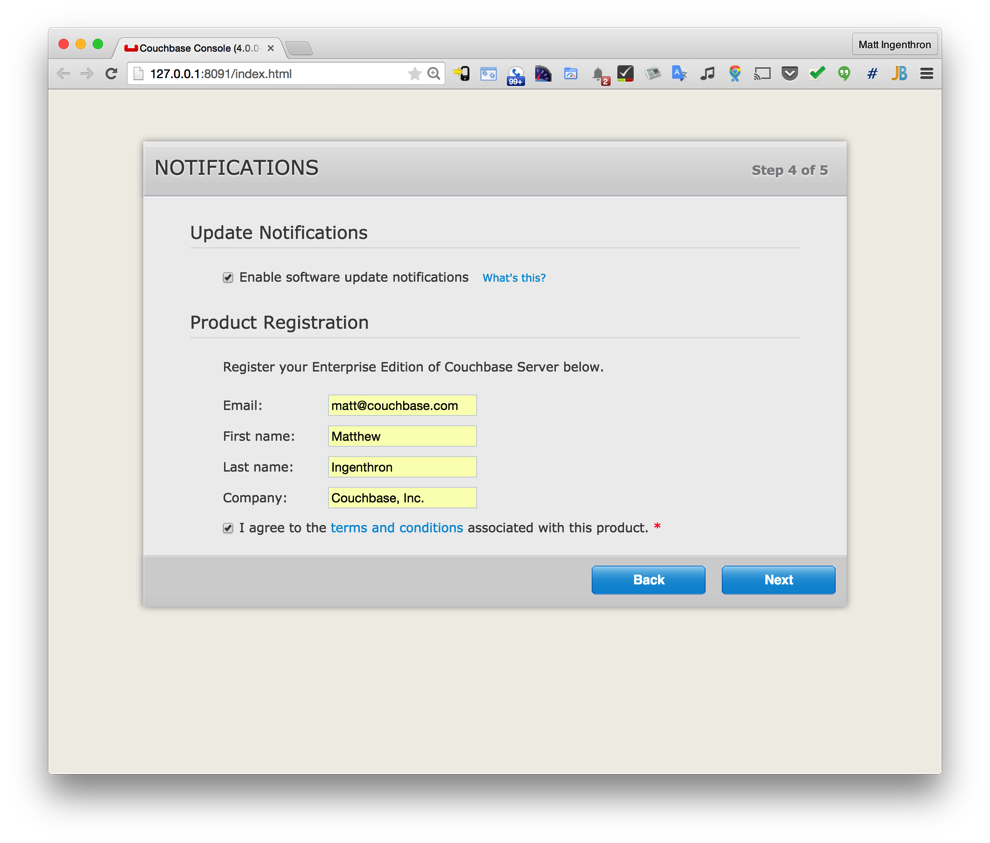 Couchbase Console (4.0.0-
Matt Ingenthron
127.0.0.1:8091/index.html
99+
2
#
JB
NOTIFICATIONS
Step 4 of 5
Update Notifications
Enable software update notifications What's this?
Product Registration
Register your Enterprise Edition of Couchbase Server below.
Email: matt@couchbase.com
First name: Matthew
Last name: Ingenthron
Company: Couchbase, Inc.
I agree to the terms and conditions associated with this product. *
Back Next